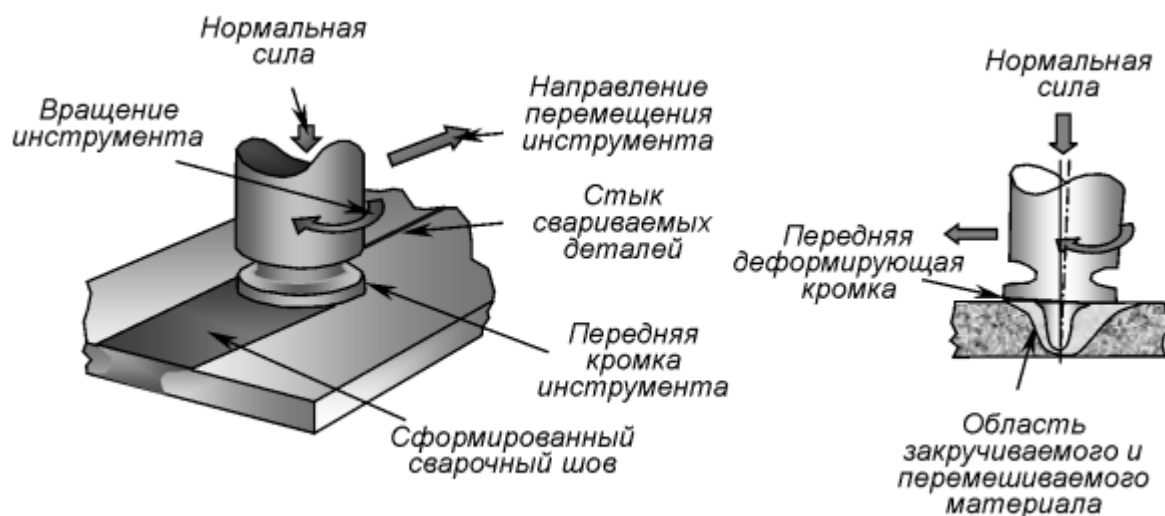 Нормальная
сила
Вращение
инструмента
Направление
перемещения
инструмента
Стык
свариваемых
деталей
Передняя
кромка
инструмента
Сформированный
сварочный шов
Нормальная
сила
Передняя
деформирующая
кромка
Область
закручиваемого и
перемешиваемого
материала